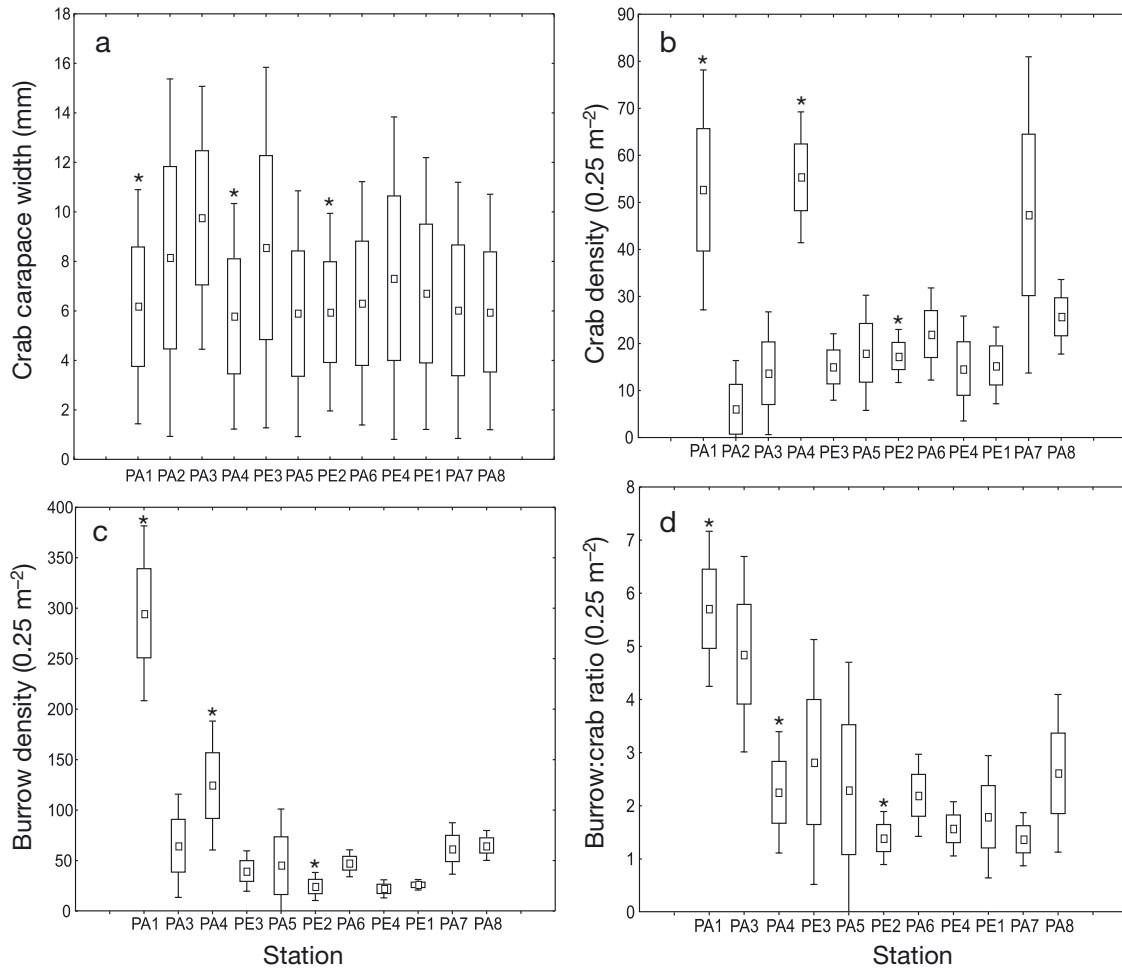 a
Crab carapace width (mm)
18
16
14
12
10
8
6
4
2
0
* * *
PA1 PA2 PA3 PA4 PE3 PA5 PE2 PA6 PE4 PE1 PA7 PA8
b
Crab density (0.25 m⁻²)
90
80
70
60
50
40
30
20
10
0
* * *
PA1 PA2 PA3 PA4 PE3 PA5 PE2 PA6 PE4 PE1 PA7 PA8
c
Burrow density (0.25 m⁻²)
400
350
300
250
200
150
100
50
0
* * *
PA1 PA3 PA4 PE3 PA5 PE2 PA6 PE4 PE1 PA7 PA8
Station
d
Burrow:crab ratio (0.25 m⁻²)
8
7
6
5
4
3
2
1
0
* * *
PA1 PA3 PA4 PE3 PA5 PE2 PA6 PE4 PE1 PA7 PA8
Station